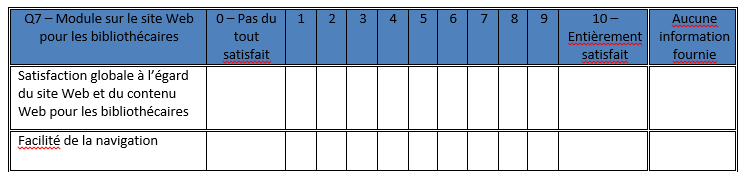 Q7 – Module sur le site Web
pour les bibliothécaires
0 – Pas du
tout
satisfait
1
2
3
4
5
6
7
8
9
10 –
Entièrement
satisfait
Aucune
information
fournie
Satisfaction globale à l’égard
du site Web et du contenu
Web pour les bibliothécaires
Facilité de la navigation